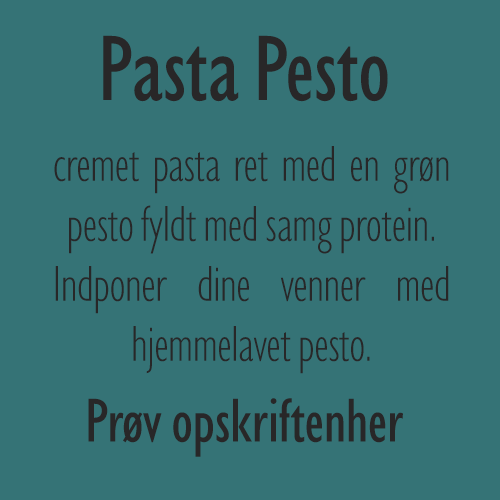 Pasta Pesto
cremet pasta ret med en grøn
pesto fyldt med samg protein.
Indponer dine venner med
hjemmelavet pesto.
Prøv opskriftenher